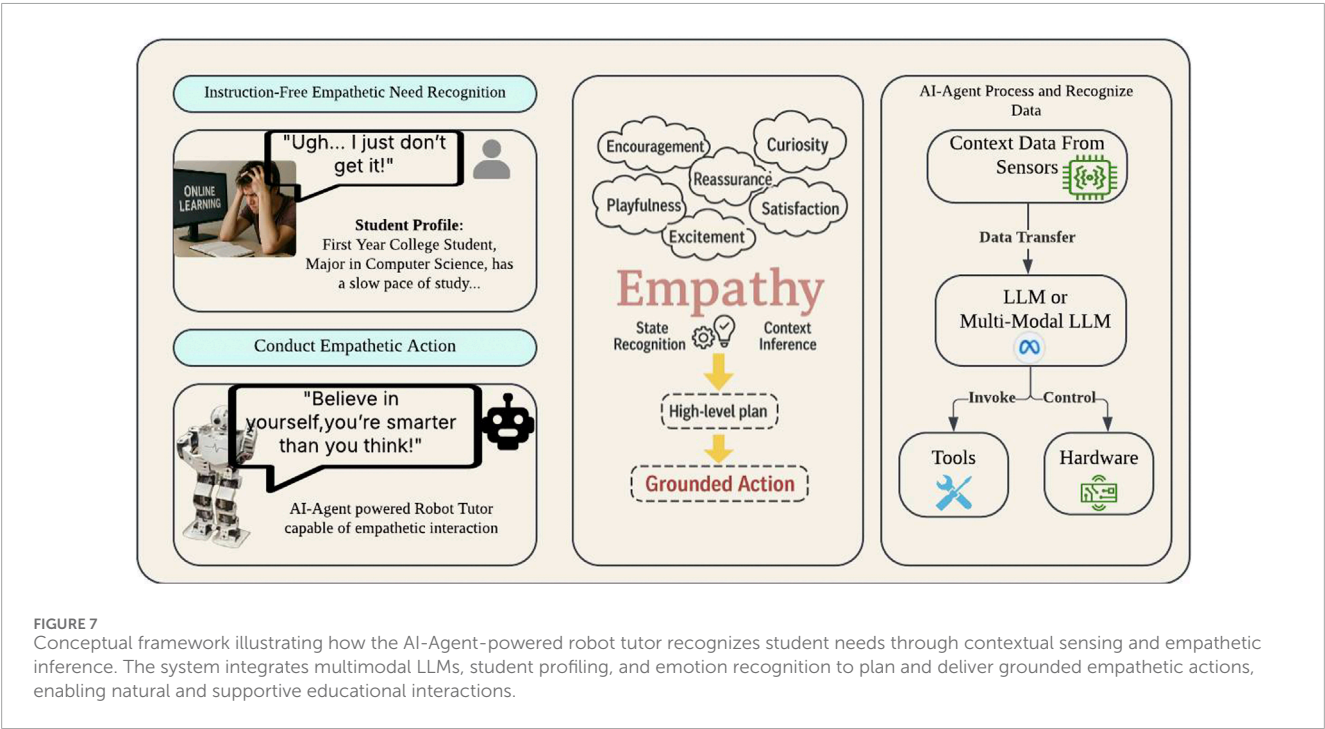 Instruction-Free Empathetic Need Recognition
"Ugh... I just don't
get it!"
ONLINE
LEARNING
Student Profile:
First Year College Student,
Major in Computer Science, has
a slow pace of study...
Conduct Empathetic Action
"Believe in
yourself,you're smarter
than you think!"
AI-Agent powered Robot Tutor
capable of empathetic interaction
Encouragement
Curiosity
Reassurance
Playfulness
Satisfaction
Excitement
Empathy
State
Recognition
Context
Inference
High-level plan
Grounded Action
AI-Agent Process and Recognize
Data
Context Data From
Sensors
Data Transfer
LLM or
Multi-Modal LLM
Invoke
Control
Tools
Hardware
FIGURE 7
Conceptual framework illustrating how the AI-Agent-powered robot tutor recognizes student needs through contextual sensing and empathetic
inference. The system integrates multimodal LLMs, student profiling, and emotion recognition to plan and deliver grounded empathetic actions,
enabling natural and supportive educational interactions.